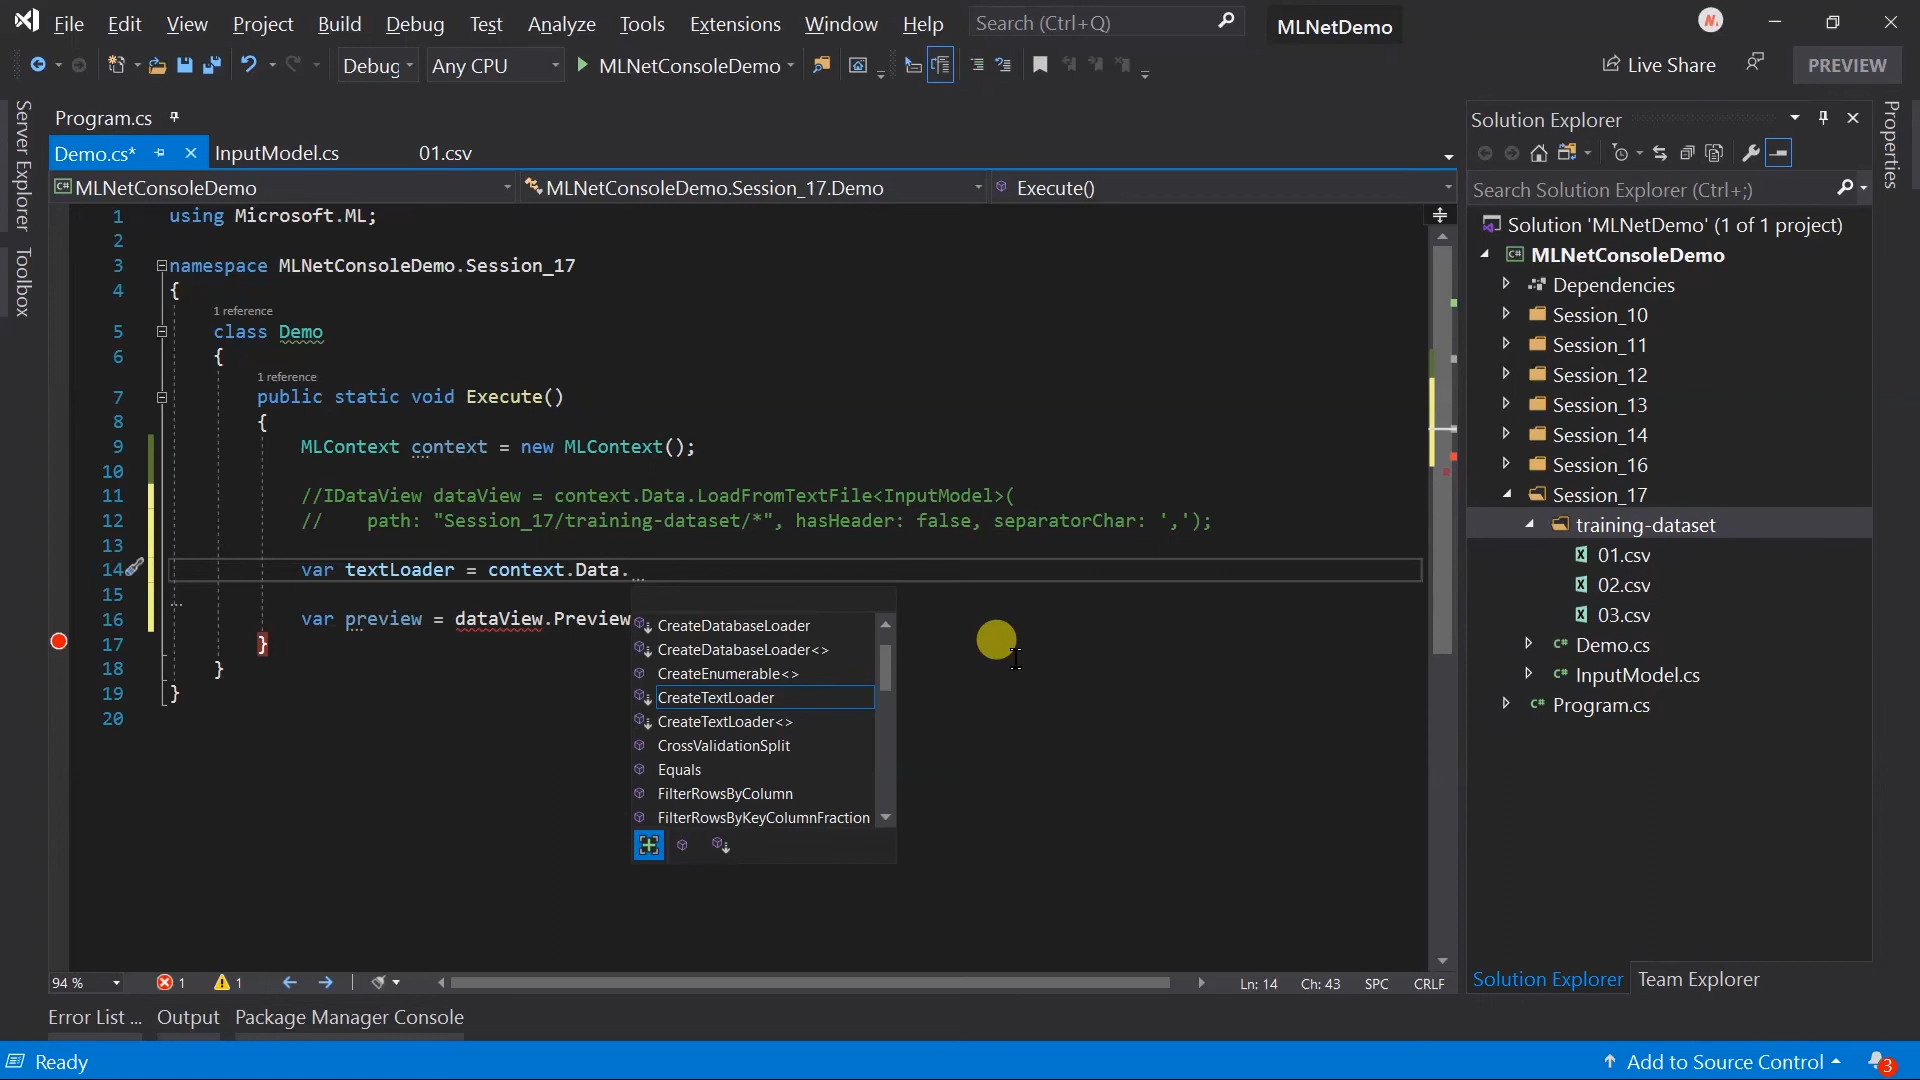 File Edit View Project Build Debug Test Analyze Tools Extensions Window Help Search (Ctrl+Q) MLNetDemo
Debug Any CPU MLNetConsoleDemo Live Share PREVIEW
Server Explorer
Toolbox
Program.cs
Demo.cs* InputModel.cs 01.csv
MLNetConsoleDemo MLNetConsoleDemo.Session_17.Demo Execute()
1 using Microsoft.ML;
2
3 namespace MLNetConsoleDemo.Session_17
4 {
1 reference
5 class Demo
6 {
1 reference
7 public static void Execute()
8 {
9 MLContext context = new MLContext();
10
11 //IDataView dataView = context.Data.LoadFromTextFile<InputModel>(
12 // path: "Session_17/training-dataset/*", hasHeader: false, separatorChar: ',');
13
14 var textLoader = context.Data.
15
16 var preview = dataView.Preview
17 }
18 }
19 }
20
CreateDatabaseLoader
CreateDatabaseLoader<>
CreateEnumerable<>
CreateTextLoader
CreateTextLoader<>
CrossValidationSplit
Equals
FilterRowsByColumn
FilterRowsByKeyColumnFraction
94 % 1 1 Ln: 14 Ch: 43 SPC CRLF
Error List ... Output Package Manager Console
Solution Explorer
Search Solution Explorer (Ctrl+;)
Solution 'MLNetDemo' (1 of 1 project)
MLNetConsoleDemo
Dependencies
Session_10
Session_11
Session_12
Session_13
Session_14
Session_16
Session_17
training-dataset
01.csv
02.csv
03.csv
Demo.cs
InputModel.cs
Program.cs
Solution Explorer Team Explorer
Properties
Ready Add to Source Control 3